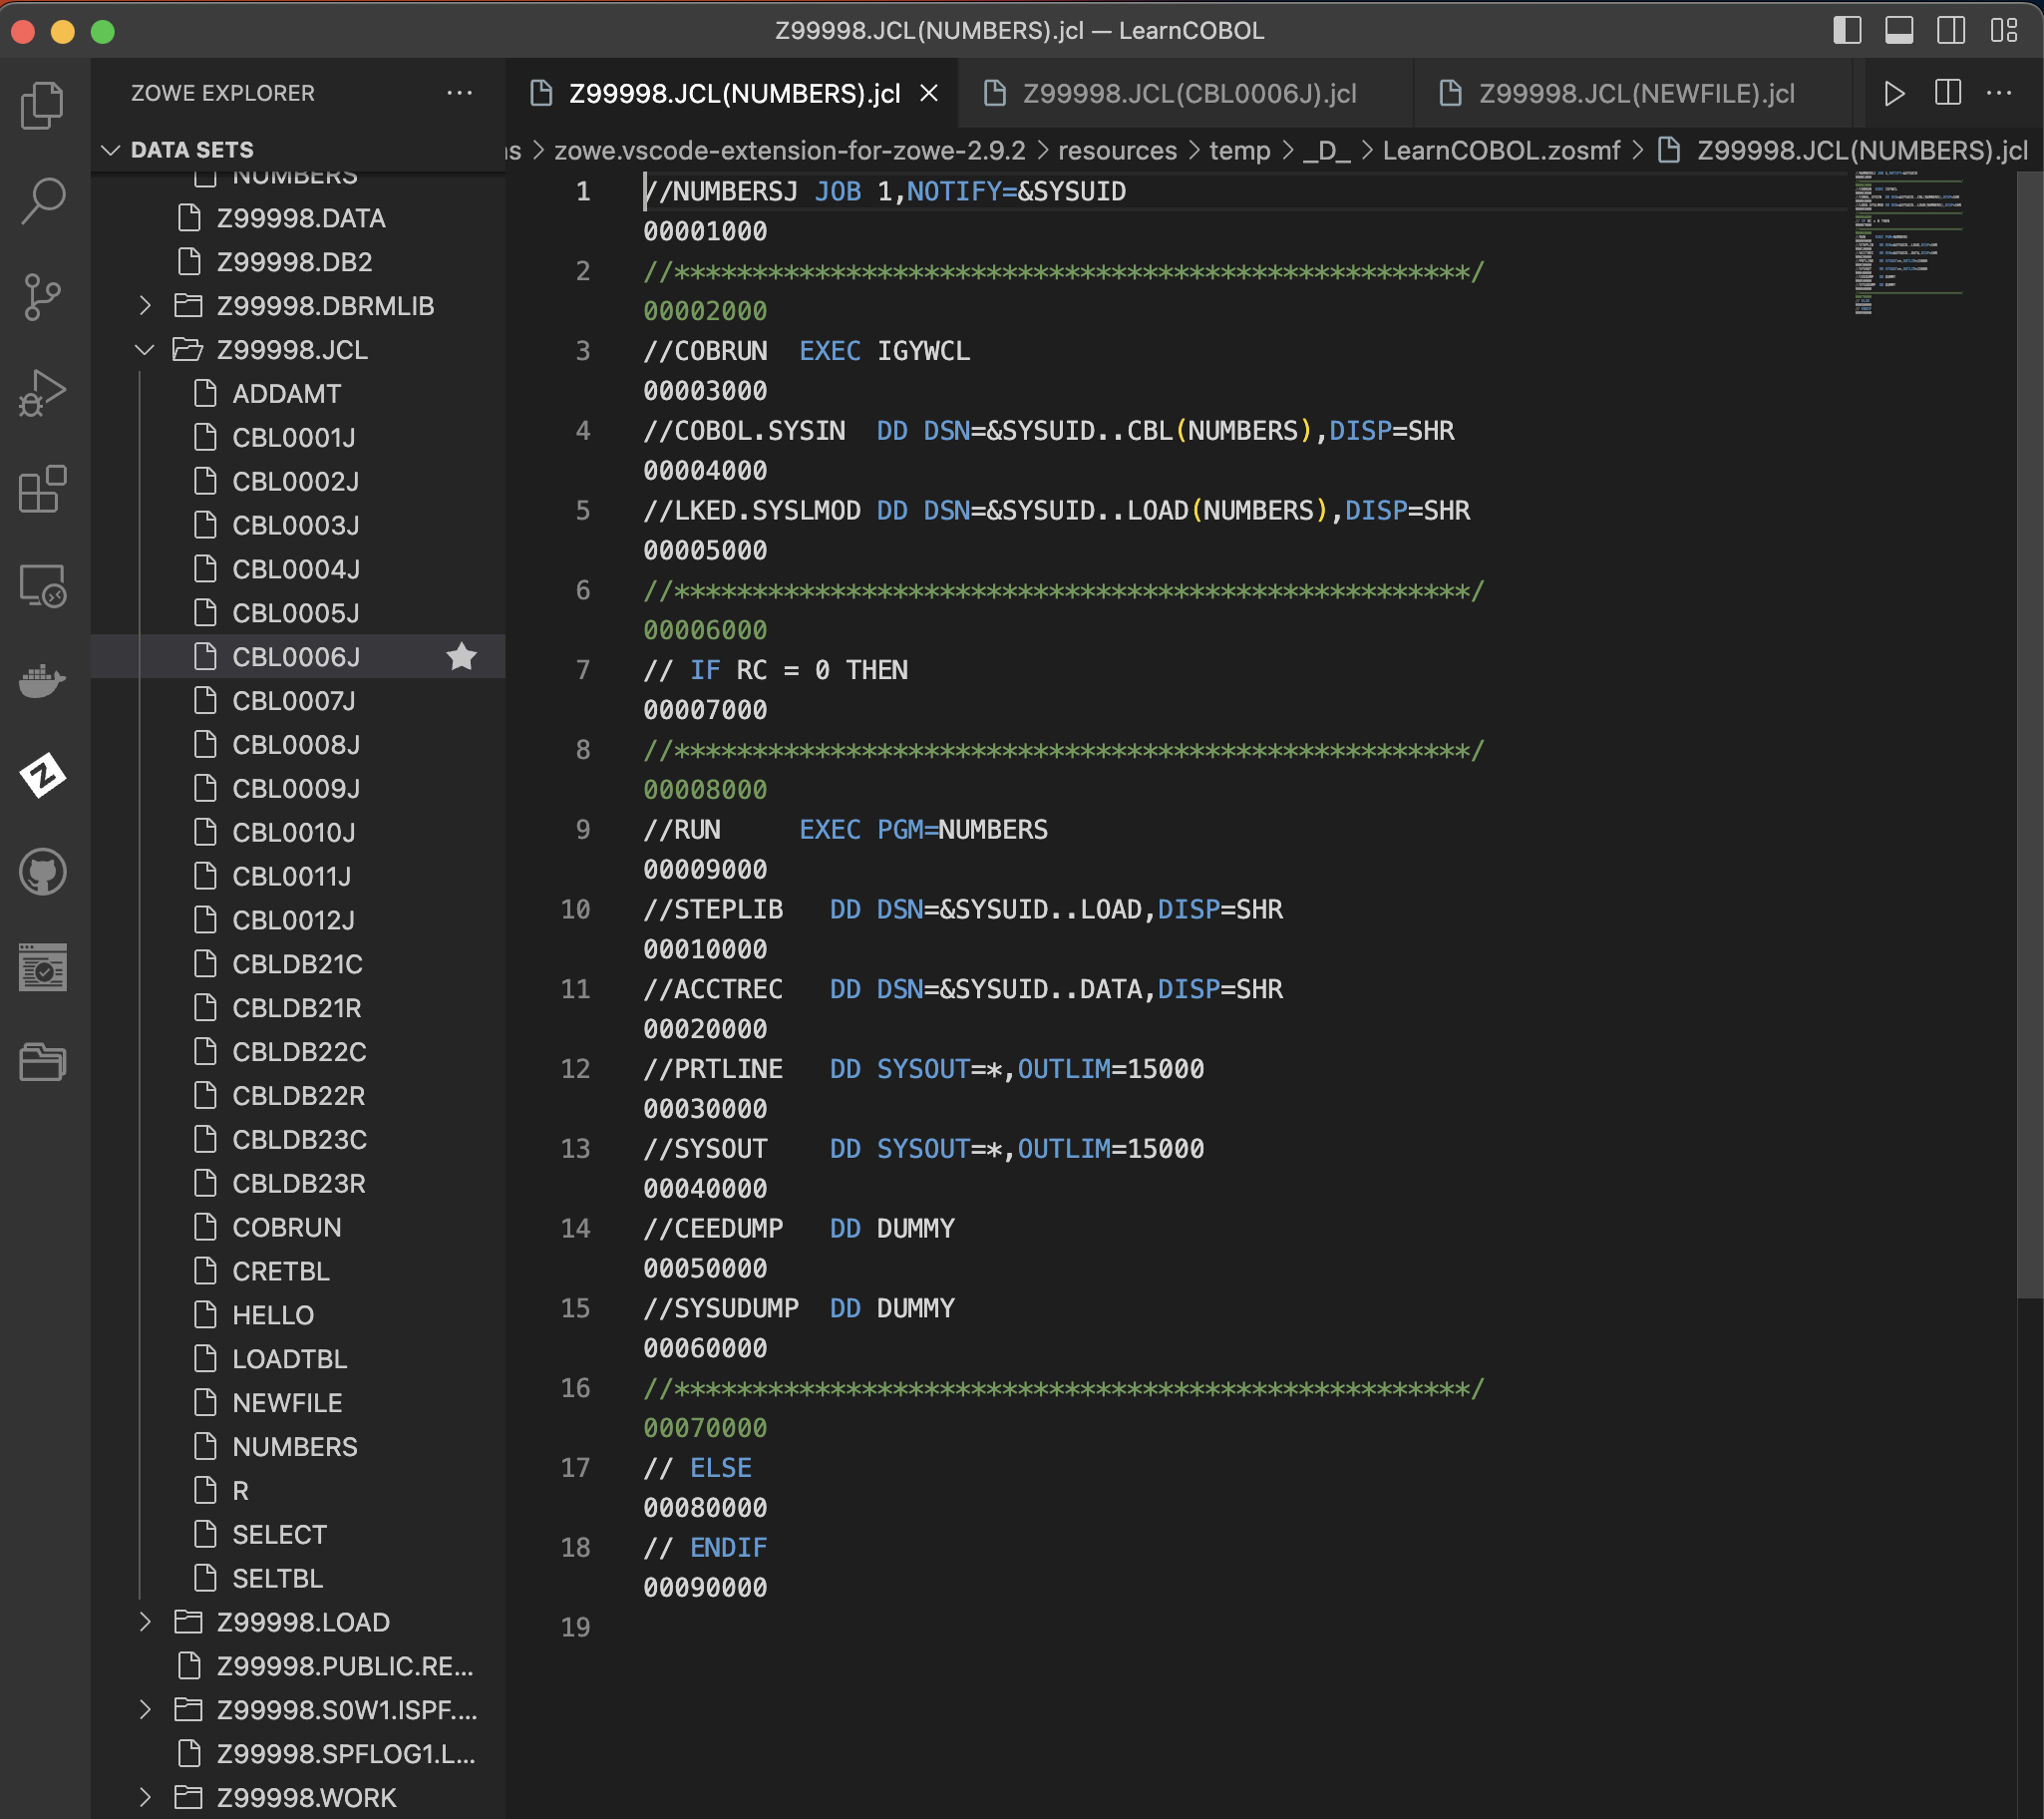 Z99998.JCL(NUMBERS).jcl — LearnCOBOL
ZOWE EXPLORER
DATA SETS
NUMBERS
Z99998.DATA
Z99998.DB2
Z99998.DBRMLIB
Z99998.JCL
ADDAMT
CBL0001J
CBL0002J
CBL0003J
CBL0004J
CBL0005J
CBL0006J
CBL0007J
CBL0008J
CBL0009J
CBL0010J
CBL0011J
CBL0012J
CBLDB21C
CBLDB21R
CBLDB22C
CBLDB22R
CBLDB23C
CBLDB23R
COBRUN
CRETBL
HELLO
LOADTBL
NEWFILE
NUMBERS
R
SELECT
SELTBL
Z99998.LOAD
Z99998.PUBLIC.RE...
Z99998.S0W1.ISPF....
Z99998.SPFLOG1.L...
Z99998.WORK
Z99998.JCL(NUMBERS).jcl Z99998.JCL(CBL0006J).jcl Z99998.JCL(NEWFILE).jcl
ns > zowe.vscode-extension-for-zowe-2.9.2 > resources > temp > _D_ > LearnCOBOL.zosmf > Z99998.JCL(NUMBERS).jcl
1 //NUMBERSJ JOB 1,NOTIFY=&SYSUID
00001000
2 //***************************************************/
00002000
3 //COBRUN  EXEC IGYWCL
00003000
4 //COBOL.SYSIN  DD DSN=&SYSUID..CBL(NUMBERS),DISP=SHR
00004000
5 //LKED.SYSLMOD DD DSN=&SYSUID..LOAD(NUMBERS),DISP=SHR
00005000
6 //***************************************************/
00006000
7 // IF RC = 0 THEN
00007000
8 //***************************************************/
00008000
9 //RUN     EXEC PGM=NUMBERS
00009000
10 //STEPLIB   DD DSN=&SYSUID..LOAD,DISP=SHR
00010000
11 //ACCTREC   DD DSN=&SYSUID..DATA,DISP=SHR
00020000
12 //PRTLINE   DD SYSOUT=*,OUTLIM=15000
00030000
13 //SYSOUT    DD SYSOUT=*,OUTLIM=15000
00040000
14 //CEEDUMP   DD DUMMY
00050000
15 //SYSUDUMP  DD DUMMY
00060000
16 //***************************************************/
00070000
17 // ELSE
00080000
18 // ENDIF
00090000
19